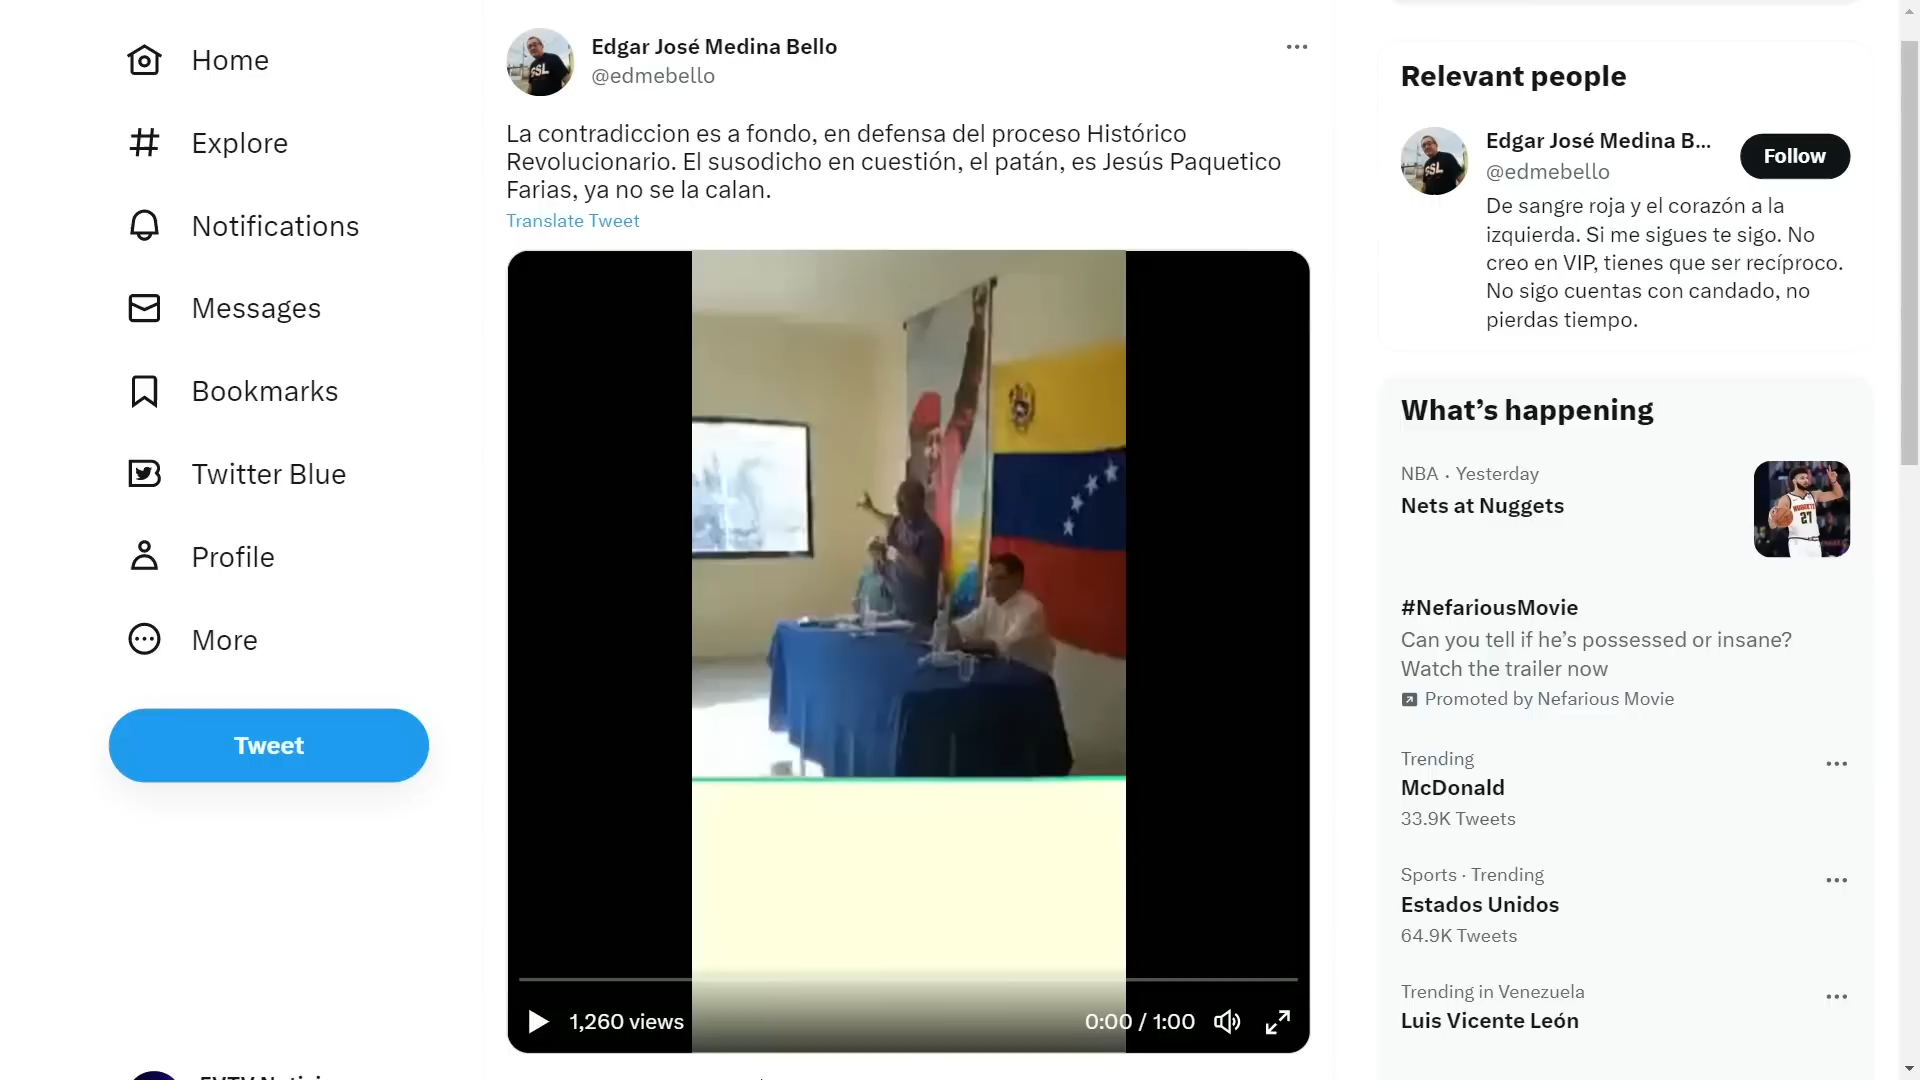 Home
Explore
Notifications
Messages
Bookmarks
Twitter Blue
Profile
More
Tweet
Edgar José Medina Bello
@edmebello
La contradiccion es a fondo, en defensa del proceso Histórico
Revolucionario. El susodicho en cuestión, el patán, es Jesús Paquetico
Farias, ya no se la calan.
Translate Tweet
1,260 views
0:00 / 1:00
Relevant people
Edgar José Medina B...
@edmebello
Follow
De sangre roja y el corazón a la
izquierda. Si me sigues te sigo. No
creo en VIP, tienes que ser recíproco.
No sigo cuentas con candado, no
pierdas tiempo.
What's happening
NBA · Yesterday
Nets at Nuggets
27
#NefariousMovie
Can you tell if he's possessed or insane?
Watch the trailer now
Promoted by Nefarious Movie
Trending
McDonald
33.9K Tweets
Sports · Trending
Estados Unidos
64.9K Tweets
Trending in Venezuela
Luis Vicente León